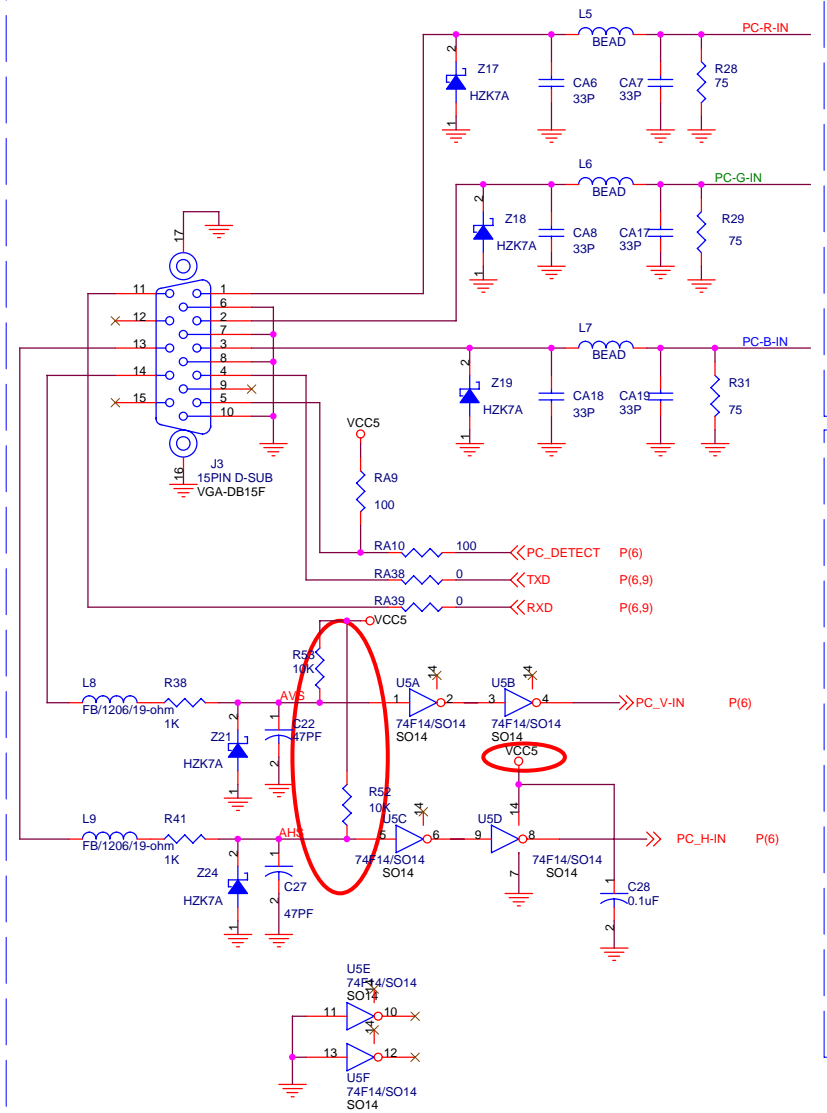 L5
BEAD
PC-R-IN
2
Z17
HZK7A
1
CA6
33P
CA7
33P
R28
75
L6
BEAD
PC-G-IN
2
Z18
HZK7A
1
CA8
33P
CA17
33P
R29
75
L7
BEAD
PC-B-IN
2
Z19
HZK7A
1
CA18
33P
CA19
33P
R31
75
17
11
12
13
14
15
1
6
2
7
3
8
4
9
5
10
16
J3
15PIN D-SUB
VGA-DB15F
VCC5
RA9
100
RA10
100
PC_DETECT
P(6)
RA38
0
TXD
P(6,9)
RA39
0
RXD
P(6,9)
VCC5
R53
10K
L8
FB/1206/19-ohm
R38
1K
AVS
2
Z21
HZK7A
1
1
C22
47PF
2
U5A
14
1
2
74F14/SO14
SO14
U5B
14
3
4
74F14/SO14
SO14
PC_V-IN
P(6)
VCC5
R52
10K
L9
FB/1206/19-ohm
R41
1K
AHS
2
Z24
HZK7A
1
1
C27
47PF
2
U5C
14
5
6
74F14/SO14
SO14
U5D
14
9
8
7
74F14/SO14
SO14
PC_H-IN
P(6)
1
C28
0.1uF
2
U5E
74F14/SO14
SO14
14
11
10
14
13
12
U5F
74F14/SO14
SO14